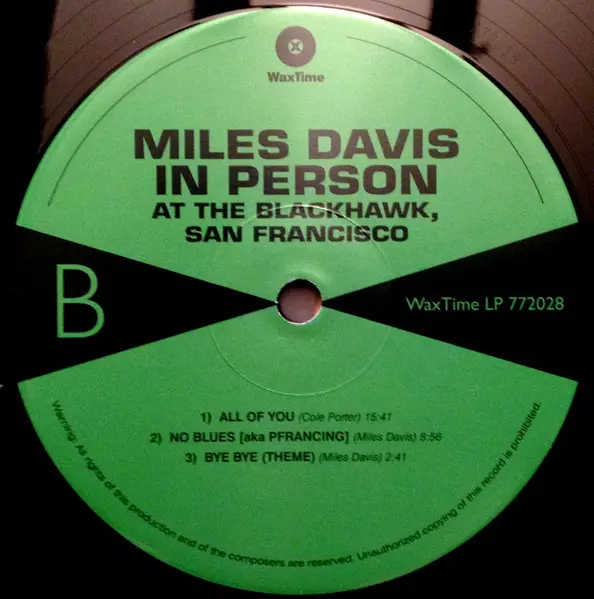 WaxTime
MILES DAVIS
IN PERSON
AT THE BLACKHAWK,
SAN FRANCISCO
B
WaxTime LP 772028
1) ALL OF YOU (Cole Porter) 15:41
2) NO BLUES [aka PFRANCING] (Miles Davis) 8:56
3) BYE BYE (THEME) (Miles Davis) 2:41
Warning: As rights of this production and of the composers are reserved. Unauthorized copying of this record is prohibited.